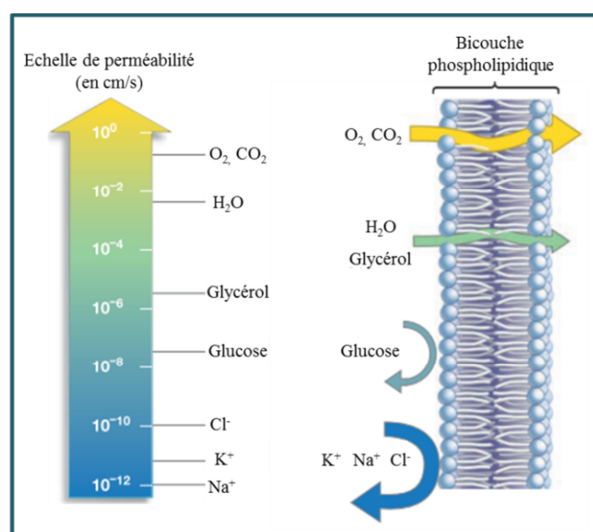 Echelle de perméabilité
(en cm/s)
10⁰
10⁻²
10⁻⁴
10⁻⁶
10⁻⁸
10⁻¹⁰
10⁻¹²
O₂, CO₂
H₂O
Glycérol
Glucose
Cl⁻
K⁺
Na⁺
Bicouche
phospholipidique
O₂, CO₂
H₂O
Glycérol
Glucose
K⁺ Na⁺ Cl⁻